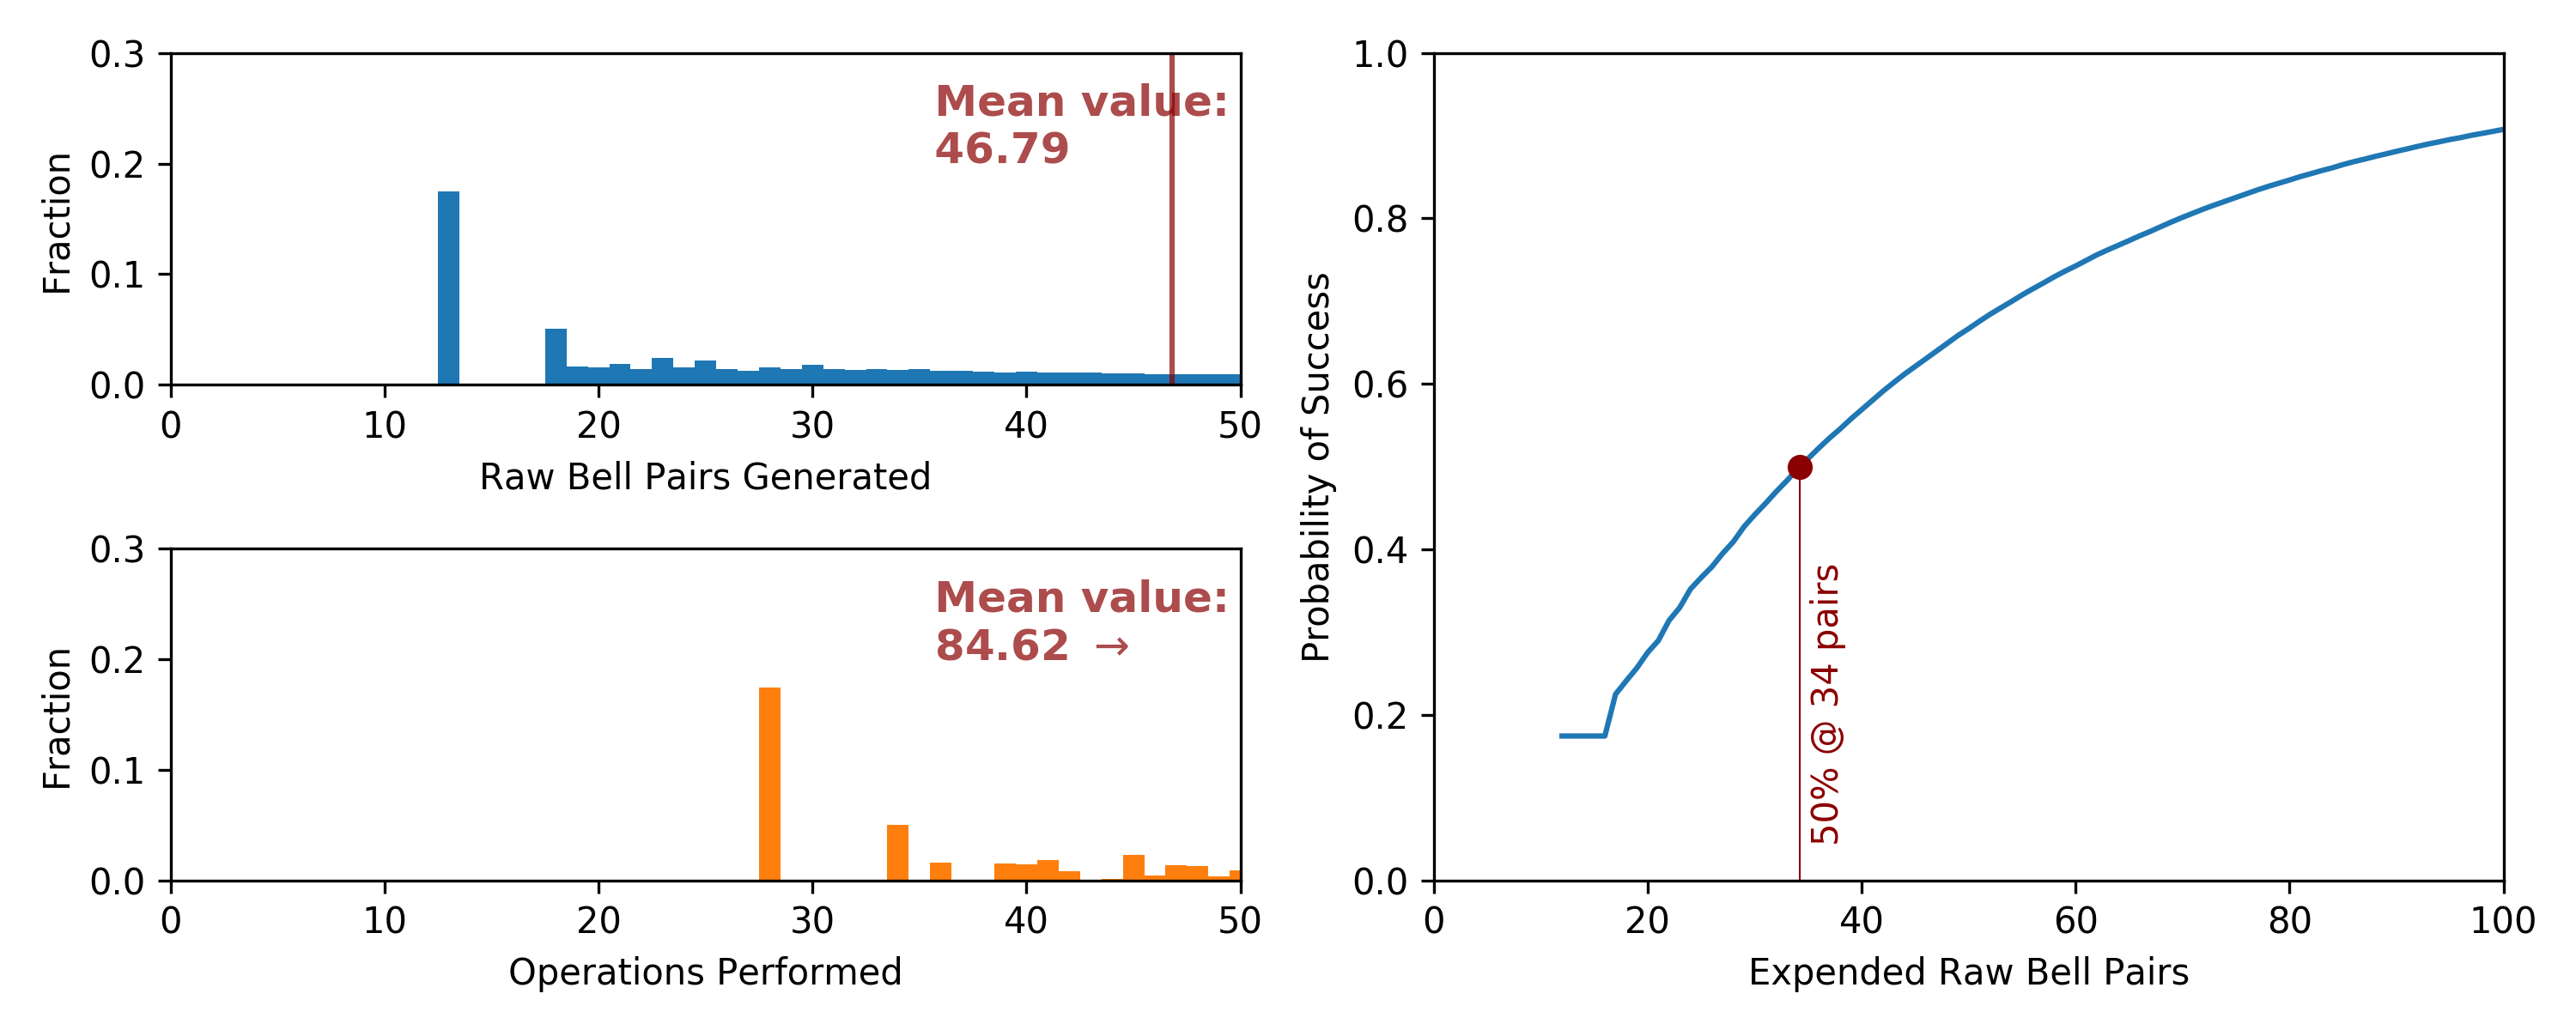 0.3
0.2
0.1
0.0
Fraction
Mean value:
46.79
0 10 20 30 40 50
Raw Bell Pairs Generated
0.3
0.2
0.1
0.0
Fraction
Mean value:
84.62 →
0 10 20 30 40 50
Operations Performed
1.0
0.8
0.6
0.4
0.2
0.0
Probability of Success
50% @ 34 pairs
0 20 40 60 80 100
Expended Raw Bell Pairs